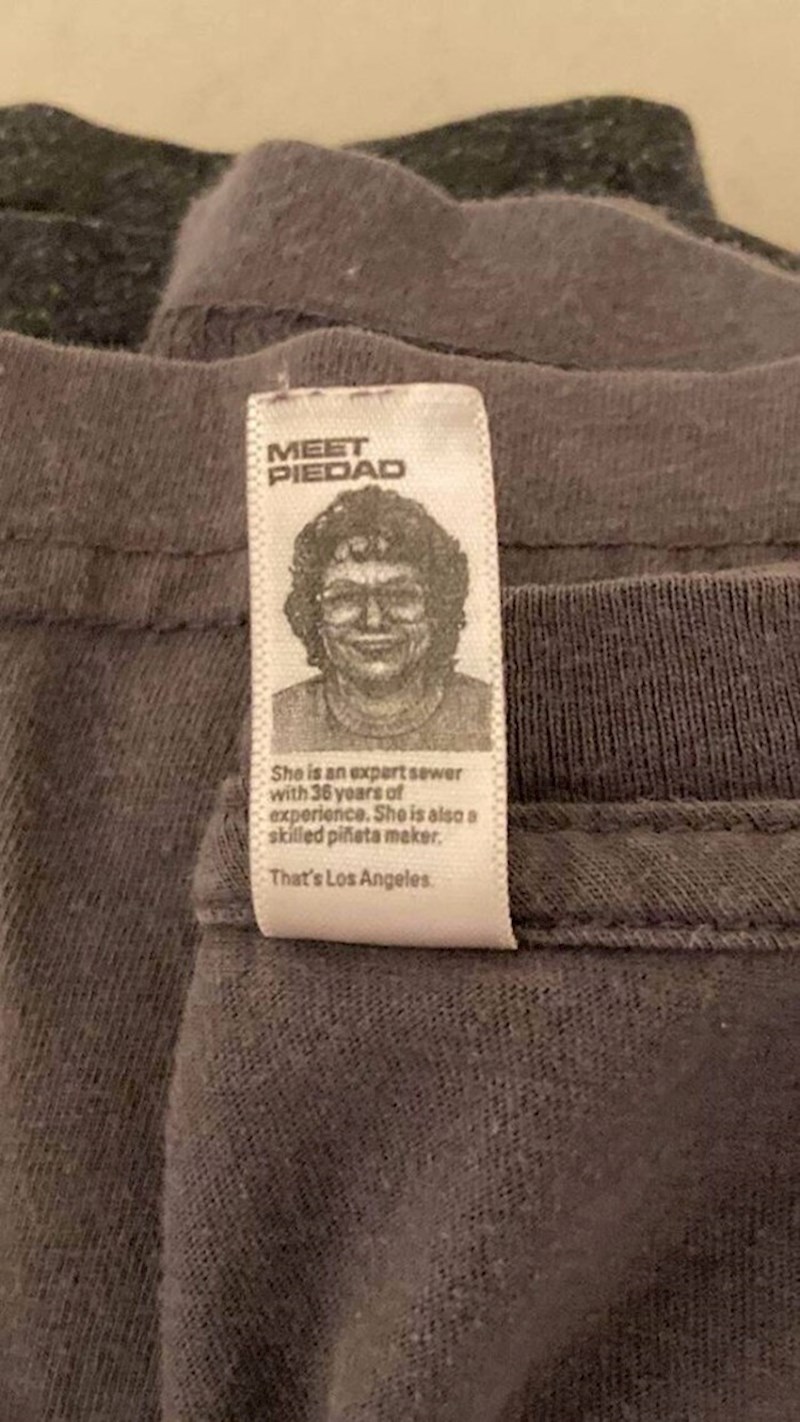 MEET
PIEDAD
She is an expert sewer
with 36 years of
experience. She is also a
skilled piñata maker.
That's Los Angeles.